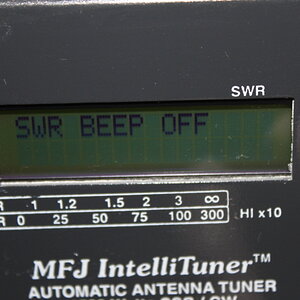 SWR
SWR BEEP OFF
R 1 1.2 1.5 2 3 ∞
R 0 25 50 75 100 300 HI x10
MFJ IntelliTuner™
AUTOMATIC ANTENNA TUNER